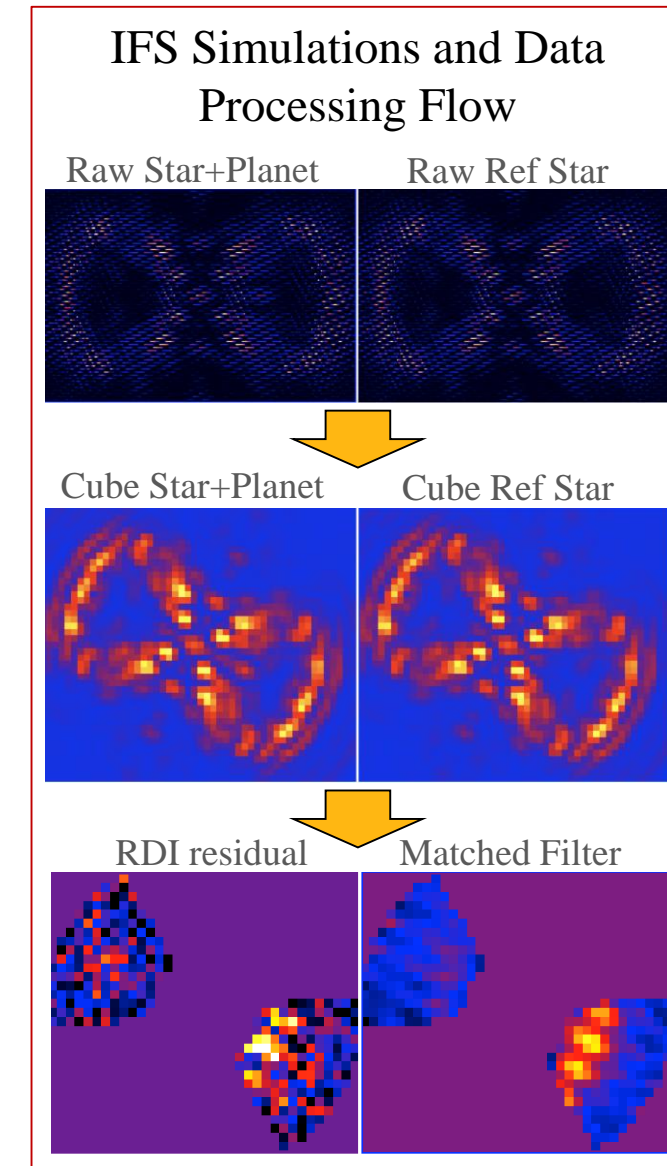 IFS Simulations and Data
Processing Flow
Raw Star+Planet Raw Ref Star
Cube Star+Planet Cube Ref Star
RDI residual Matched Filter